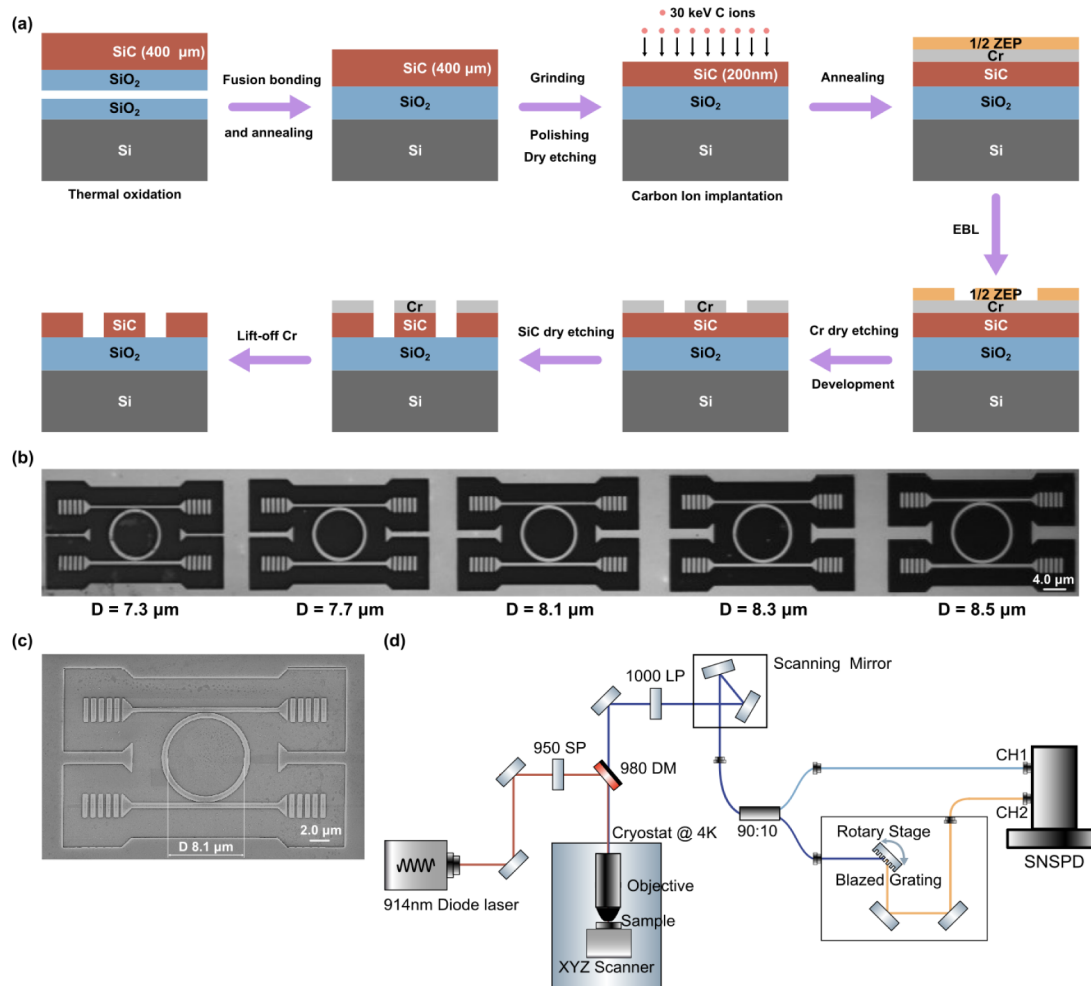 (a)
30 keV C ions
SiC (400 μm)
SiO₂
SiO₂
Si
Thermal oxidation
Fusion bonding
and annealing
SiC (400 μm)
SiO₂
Si
Grinding
Polishing
Dry etching
SiC (200nm)
SiO₂
Si
Carbon Ion implantation
Annealing
1/2 ZEP
Cr
SiC
SiO₂
Si
EBL
1/2 ZEP
Cr
SiC
SiO₂
Si
Cr dry etching
Development
Cr
SiC
SiO₂
Si
SiC dry etching
Cr
SiC
SiO₂
Si
Lift-off Cr
SiC
SiO₂
Si
(b)
4.0 μm
D = 7.3 μm
D = 7.7 μm
D = 8.1 μm
D = 8.3 μm
D = 8.5 μm
(c)
2.0 μm
D 8.1 μm
(d)
1000 LP
Scanning Mirror
950 SP
980 DM
CH1
CH2
90:10
Cryostat @ 4K
Rotary Stage
Blazed Grating
SNSPD
Objective
914nm Diode laser
Sample
XYZ Scanner